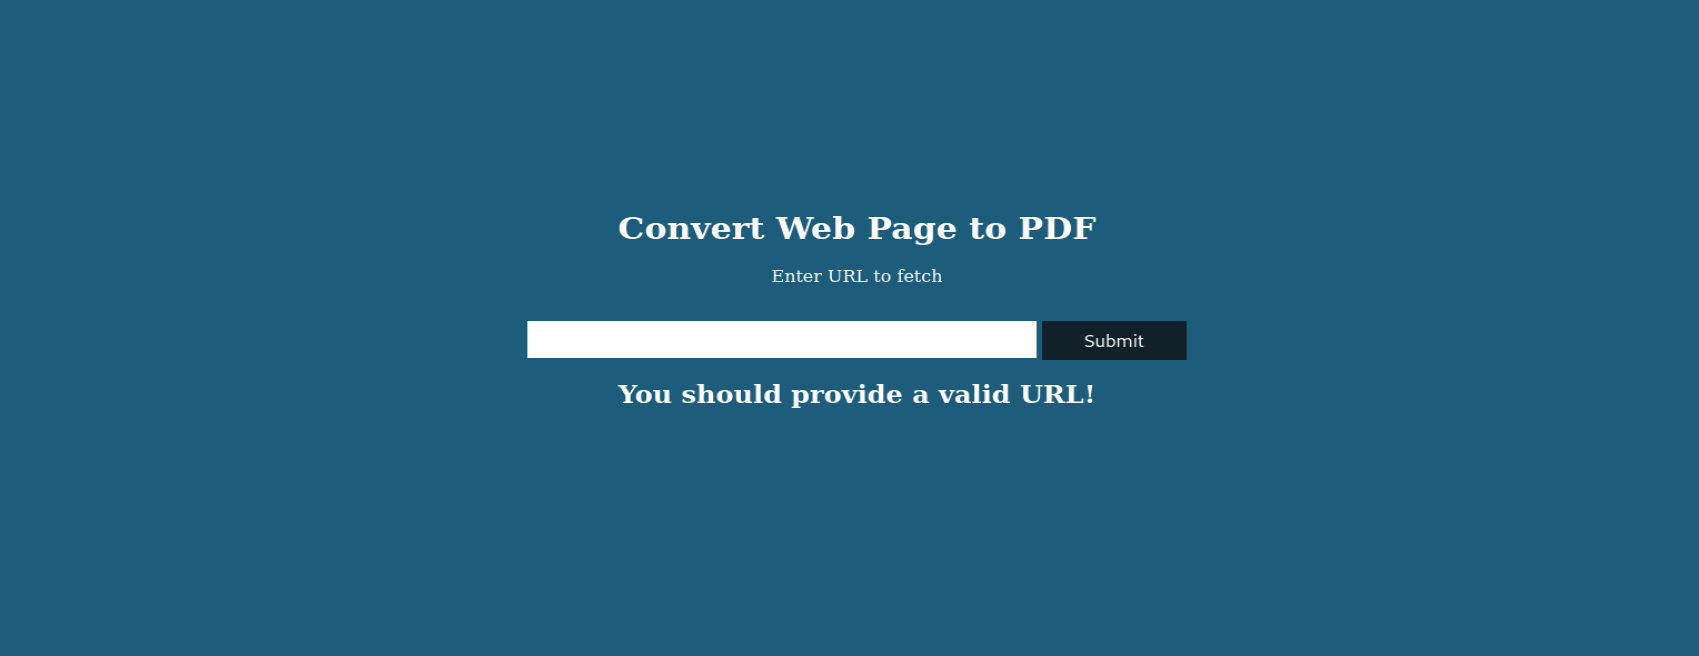 Convert Web Page to PDF
Enter URL to fetch
Submit
You should provide a valid URL!